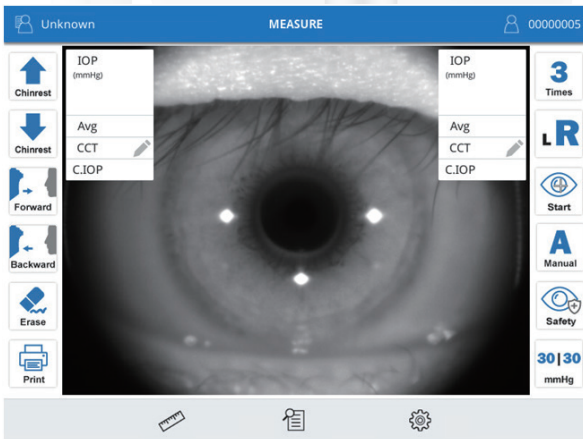 Unknown
MEASURE
00000005
Chinrest
Chinrest
Forward
Backward
Erase
Print
IOP
(mmHg)
Avg
CCT
C.IOP
IOP
(mmHg)
Avg
CCT
C.IOP
3
Times
L R
Start
A
Manual
Safety
30|30
mmHg